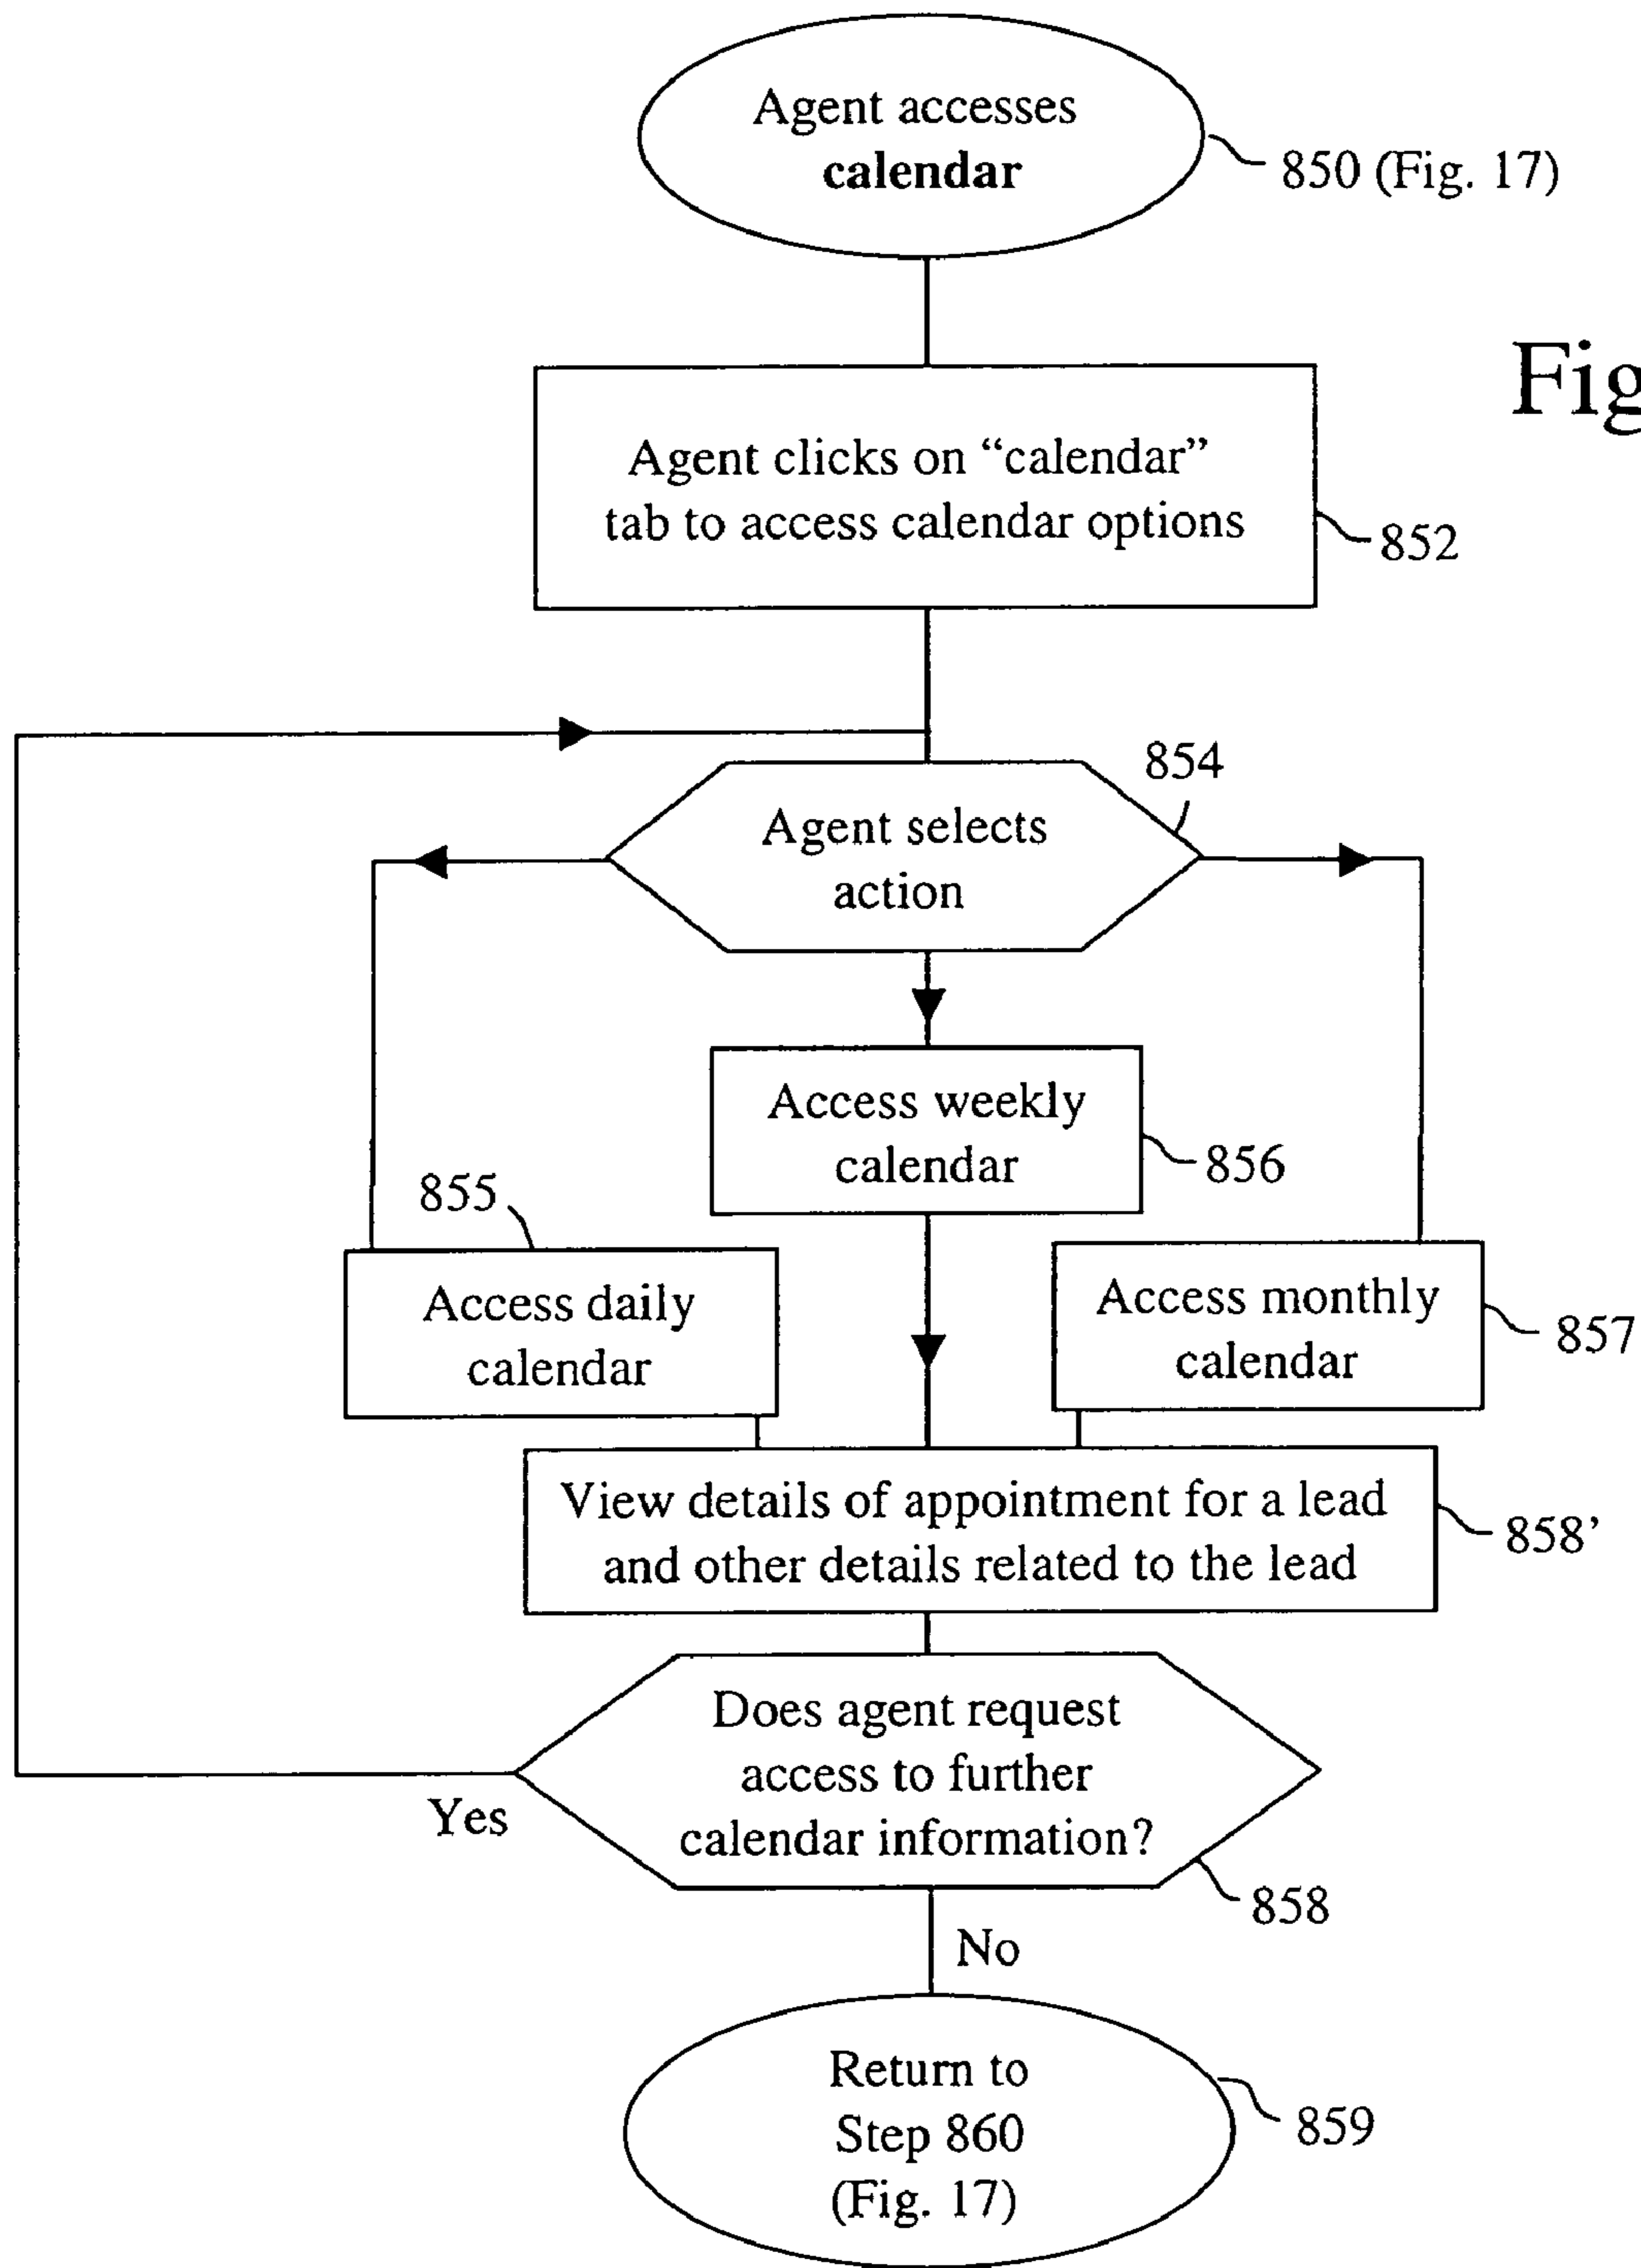 Agent accesses
calendar
850 (Fig. 17)
Fig
Agent clicks on “calendar”
tab to access calendar options
852
854
Agent selects
action
Access weekly
calendar
856
855
Access daily
calendar
Access monthly
calendar
857
View details of appointment for a lead
and other details related to the lead
858’
Does agent request
access to further
calendar information?
Yes
858
No
Return to
Step 860
(Fig. 17)
859